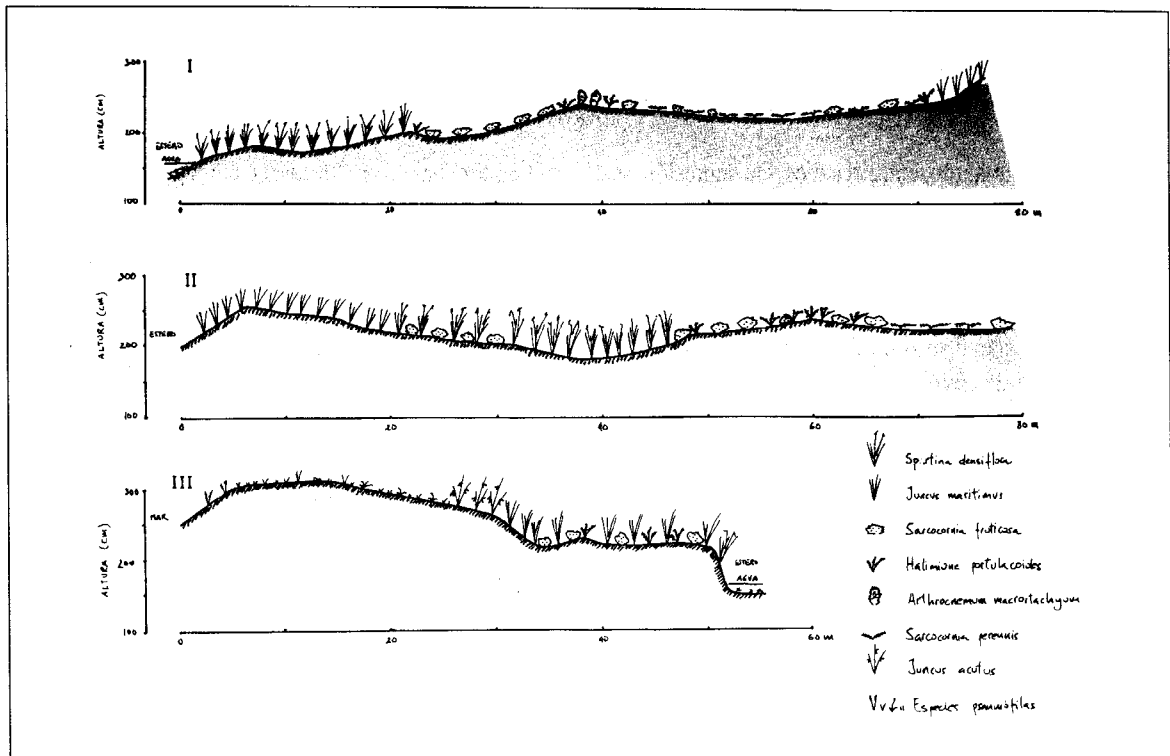 I
ALTURA (cm)
300
200
100
ESTERO
AGUA
0 20 40 60 80 m
II
ALTURA (cm)
300
200
100
ESTERO
0 20 40 60 80 m
III
ALTURA (cm)
300
200
100
MAR
ESTERO
AGUA
0 20 40 60 m
Spartina densiflora
Juncus maritimus
Sarcocornia fruticosa
Halimione portulacoides
Arthrocnemum macrostachyum
Sarcocornia perennis
Juncus acutus
Especies psammófilas